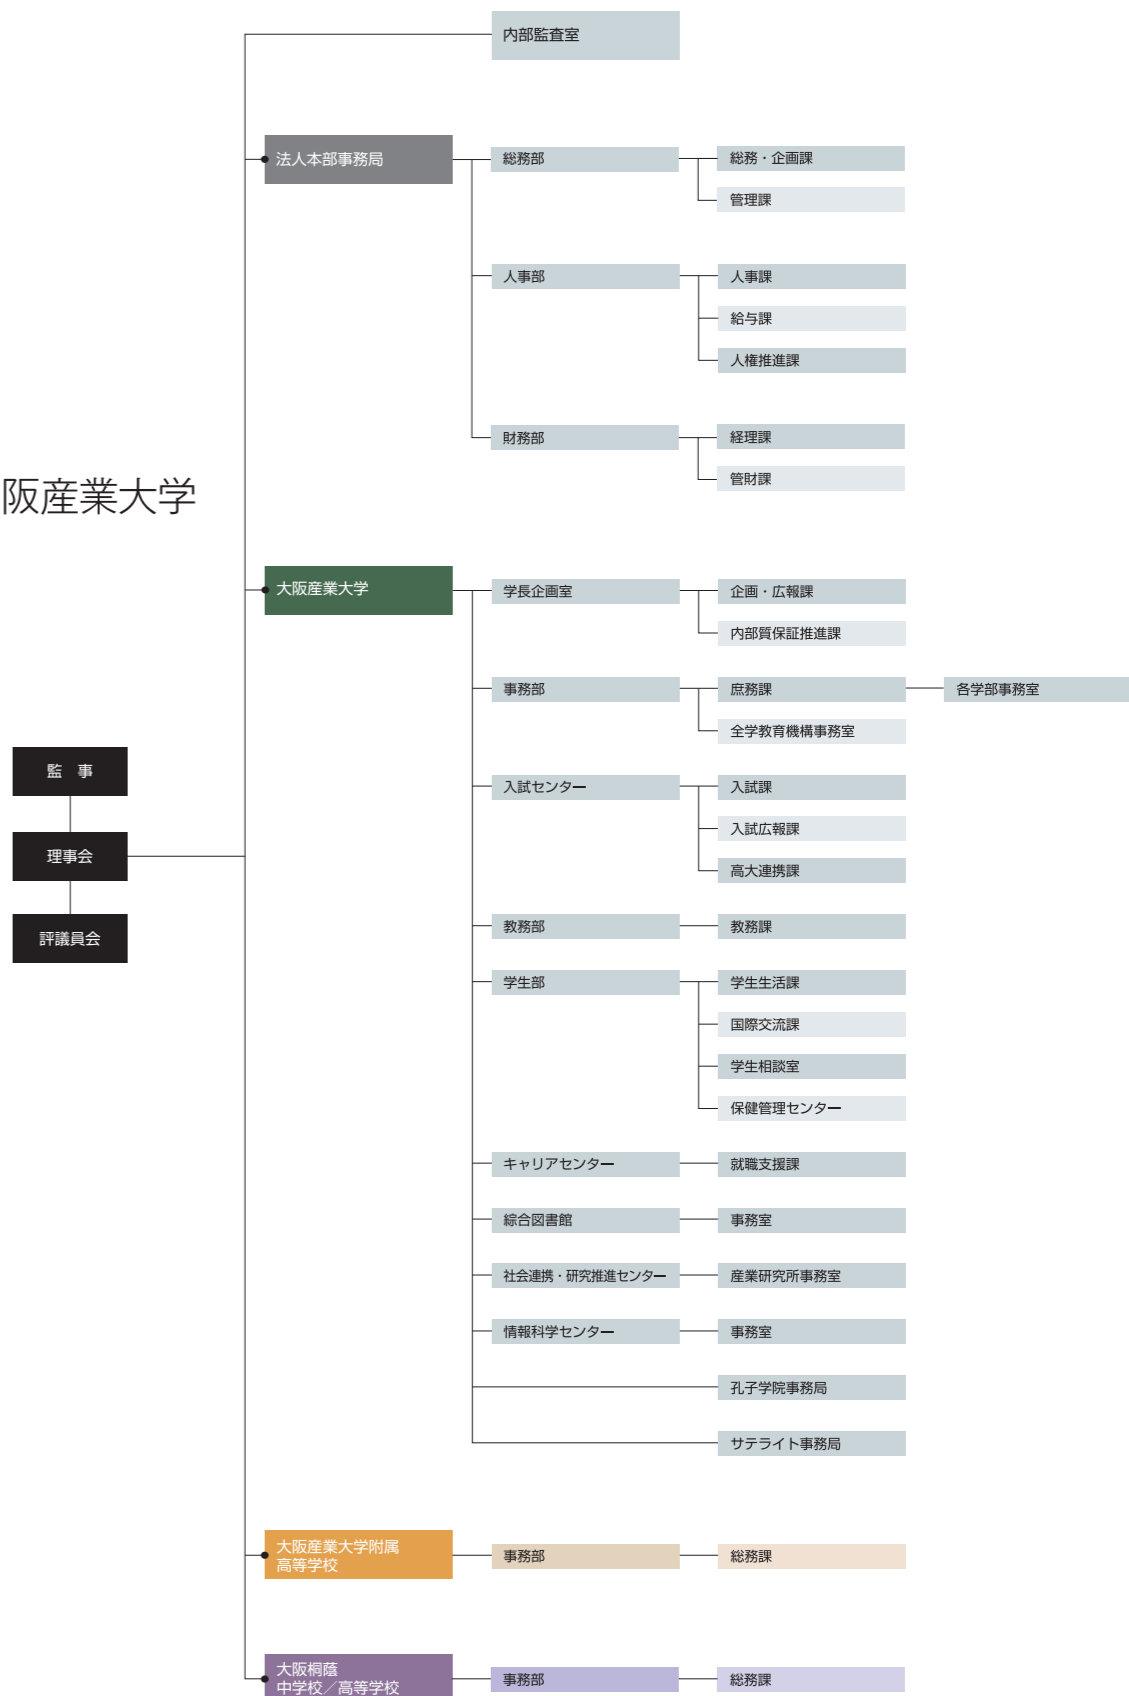 内部監査室
法人本部事務局
総務部
総務・企画課
管理課
人事部
人事課
給与課
人権推進課
財務部
経理課
管財課
阪産業大学
大阪産業大学
学長企画室
企画・広報課
内部質保証推進課
事務部
庶務課
各学部事務室
全学教育機構事務室
監　事
理事会
評議員会
入試センター
入試課
入試広報課
高大連携課
教務部
教務課
学生部
学生生活課
国際交流課
学生相談室
保健管理センター
キャリアセンター
就職支援課
綜合図書館
事務室
社会連携・研究推進センター
産業研究所事務室
情報科学センター
事務室
孔子学院事務局
サテライト事務局
大阪産業大学附属
高等学校
事務部
総務課
大阪桐蔭
中学校／高等学校
事務部
総務課